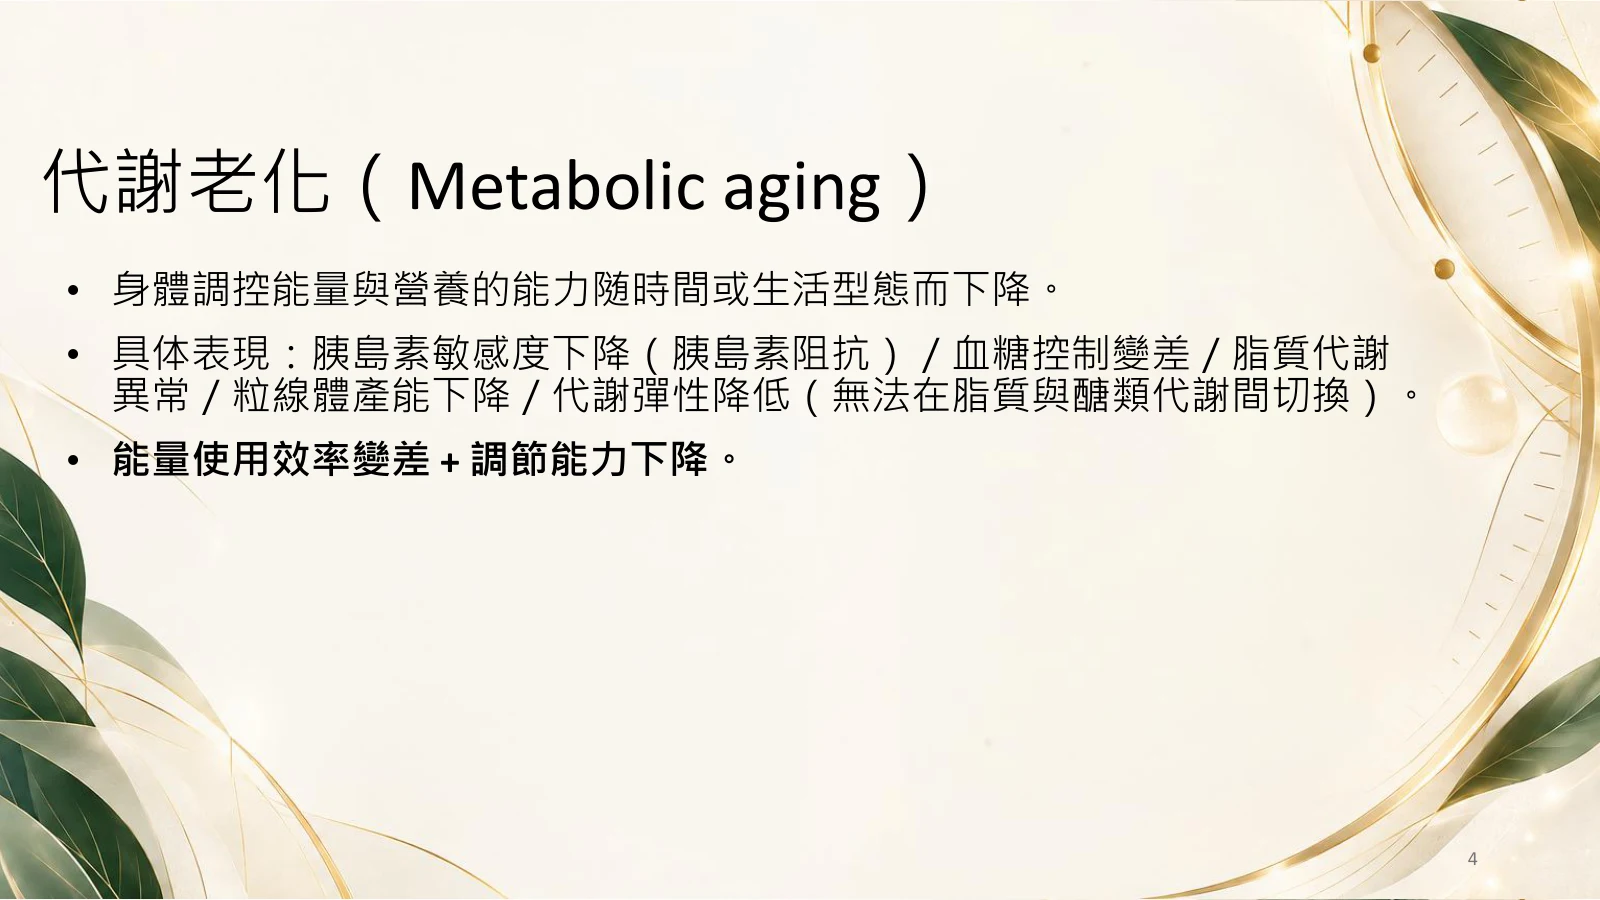 代謝老化（Metabolic aging）
• 身體調控能量與營養的能力随時間或生活型態而下降。
• 具体表現：胰島素敏感度下降（胰島素阻抗）/ 血糖控制變差 / 脂質代謝
異常 / 粒線體產能下降 / 代謝彈性降低（無法在脂質與醣類代謝間切換）。
• 能量使用效率變差 + 調節能力下降。
4